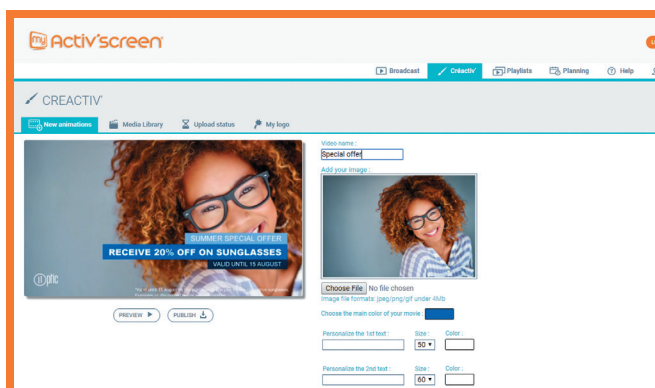 my Activ'screen
Broadcast Créactiv' Playlists Planning Help
CREACTIV'
New animations Media Library Upload status My logo
Video name :
Special offer
Add your image :
SUMMER SPECIAL OFFER
RECEIVE 20% OFF ON SUNGLASSES
VALID UNTIL 15 AUGUST
optic
PREVIEW PUBLISH
Choose File No file chosen
Image file formats: jpeg/png/gif under 4Mb
Choose the main color of your movie :
Personalize the 1st text : Size : Color :
50
Personalize the 2nd text : Size : Color :
60